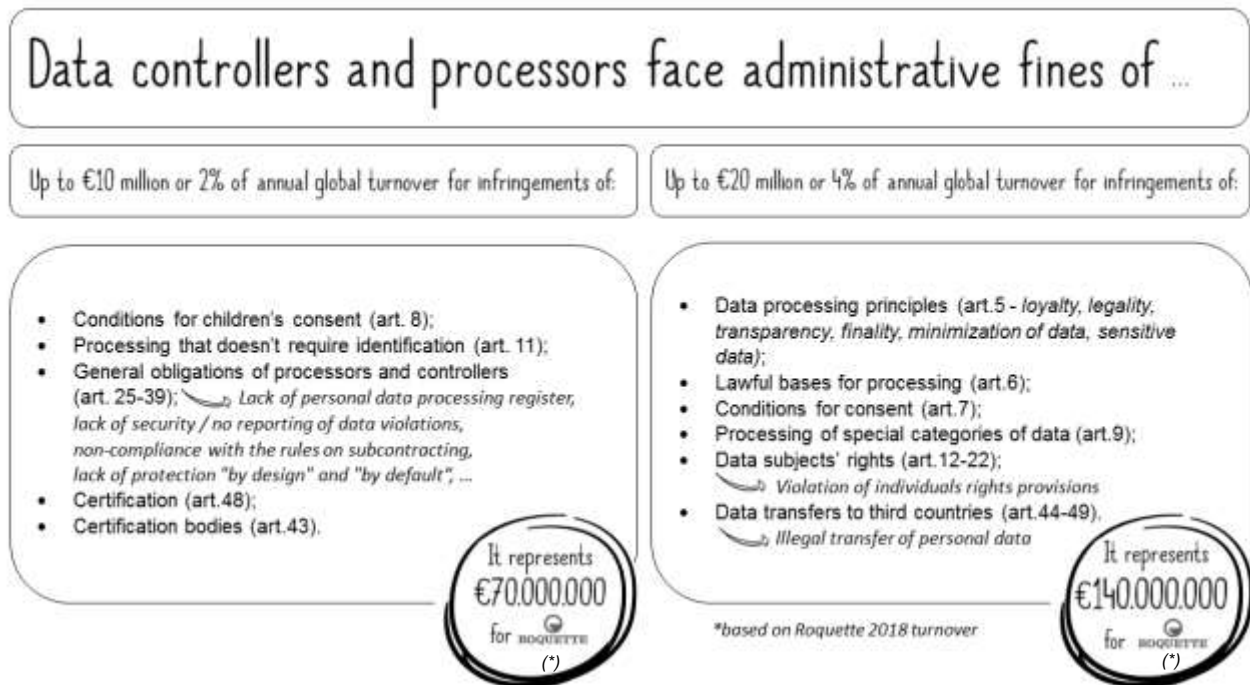 Data controllers and processors face administrative fines of ...
Up to €10 million or 2% of annual global turnover for infringements of:
Up to €20 million or 4% of annual global turnover for infringements of:
• Conditions for children's consent (art. 8);
• Processing that doesn't require identification (art. 11);
• General obligations of processors and controllers
(art. 25-39); Lack of personal data processing register,
lack of security / no reporting of data violations,
non-compliance with the rules on subcontracting,
lack of protection "by design" and "by default", ...
• Certification (art.48);
• Certification bodies (art.43).
It represents
€70.000.000
for ROQUETTE
(*)
• Data processing principles (art.5 - loyalty, legality,
transparency, finality, minimization of data, sensitive
data);
• Lawful bases for processing (art.6);
• Conditions for consent (art.7);
• Processing of special categories of data (art.9);
• Data subjects' rights (art.12-22);
Violation of individuals rights provisions
• Data transfers to third countries (art.44-49).
Illegal transfer of personal data
It represents
€140.000.000
for ROQUETTE
(*)
*based on Roquette 2018 turnover